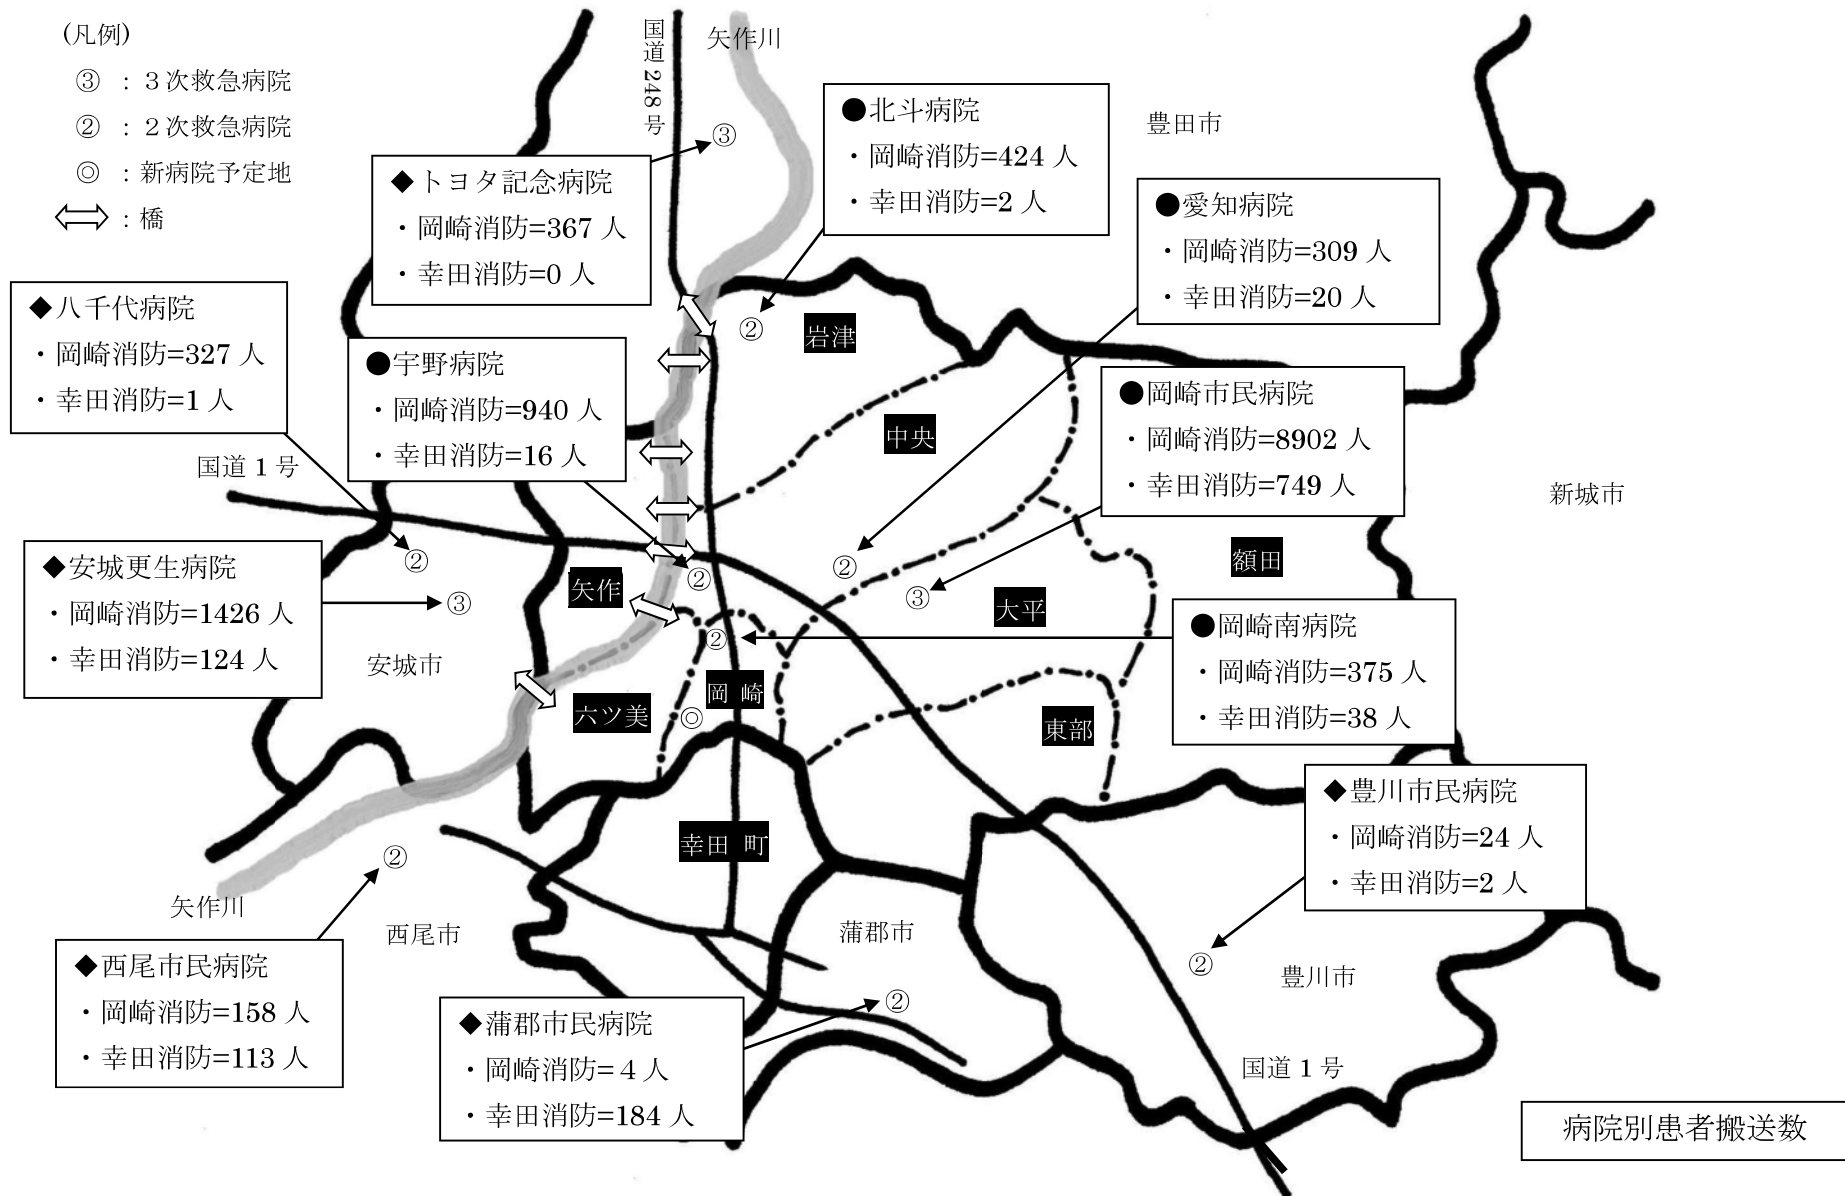 (凡例)
③ ：３次救急病院
② ：２次救急病院
◎ ：新病院予定地
：橋
国道248号
矢作川
豊田市
◆トヨタ記念病院
・岡崎消防=367 人
・幸田消防=0 人
③
●北斗病院
・岡崎消防=424 人
・幸田消防=2 人
②
●愛知病院
・岡崎消防=309 人
・幸田消防=20 人
②
◆八千代病院
・岡崎消防=327 人
・幸田消防=1 人
②
●宇野病院
・岡崎消防=940 人
・幸田消防=16 人
②
岩津
中央
●岡崎市民病院
・岡崎消防=8902 人
・幸田消防=749 人
③
国道 1 号
新城市
◆安城更生病院
・岡崎消防=1426 人
・幸田消防=124 人
③
安城市
矢作
額田
大平
●岡崎南病院
・岡崎消防=375 人
・幸田消防=38 人
②
岡 崎
六ツ美
◎
東部
◆豊川市民病院
・岡崎消防=24 人
・幸田消防=2 人
②
幸田 町
矢作川
②
西尾市
蒲郡市
豊川市
◆西尾市民病院
・岡崎消防=158 人
・幸田消防=113 人
◆蒲郡市民病院
・岡崎消防=４人
・幸田消防=184 人
②
国道 1 号
病院別患者搬送数